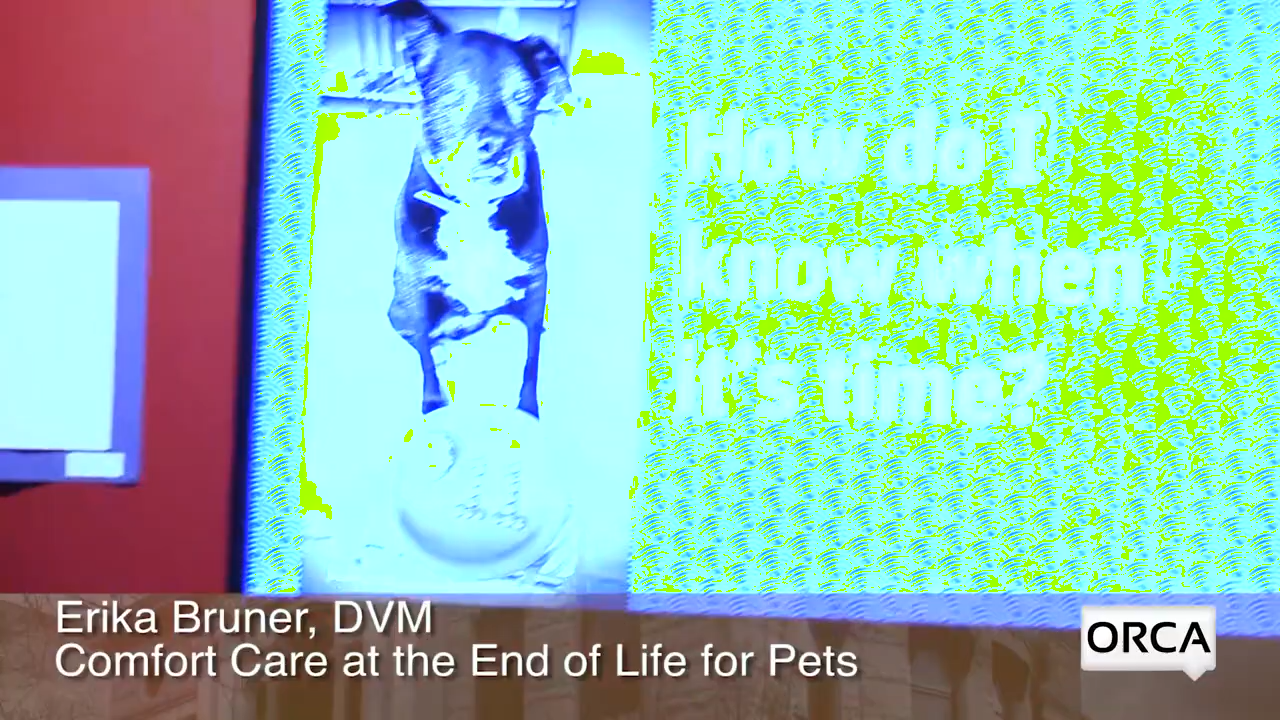 How do I
know when
it's time?
Erika Bruner, DVM
Comfort Care at the End of Life for Pets
ORCA